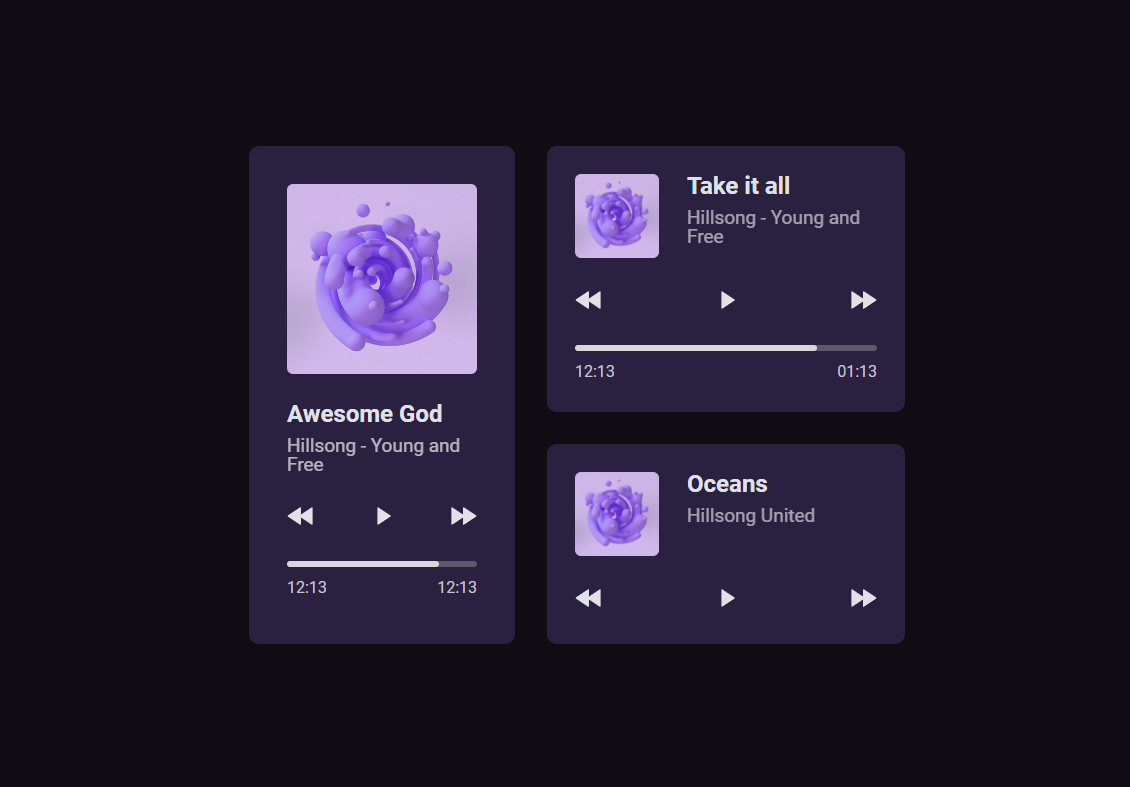 Awesome God
Hillsong - Young and
Free
12:13 12:13
Take it all
Hillsong - Young and
Free
12:13 01:13
Oceans
Hillsong United